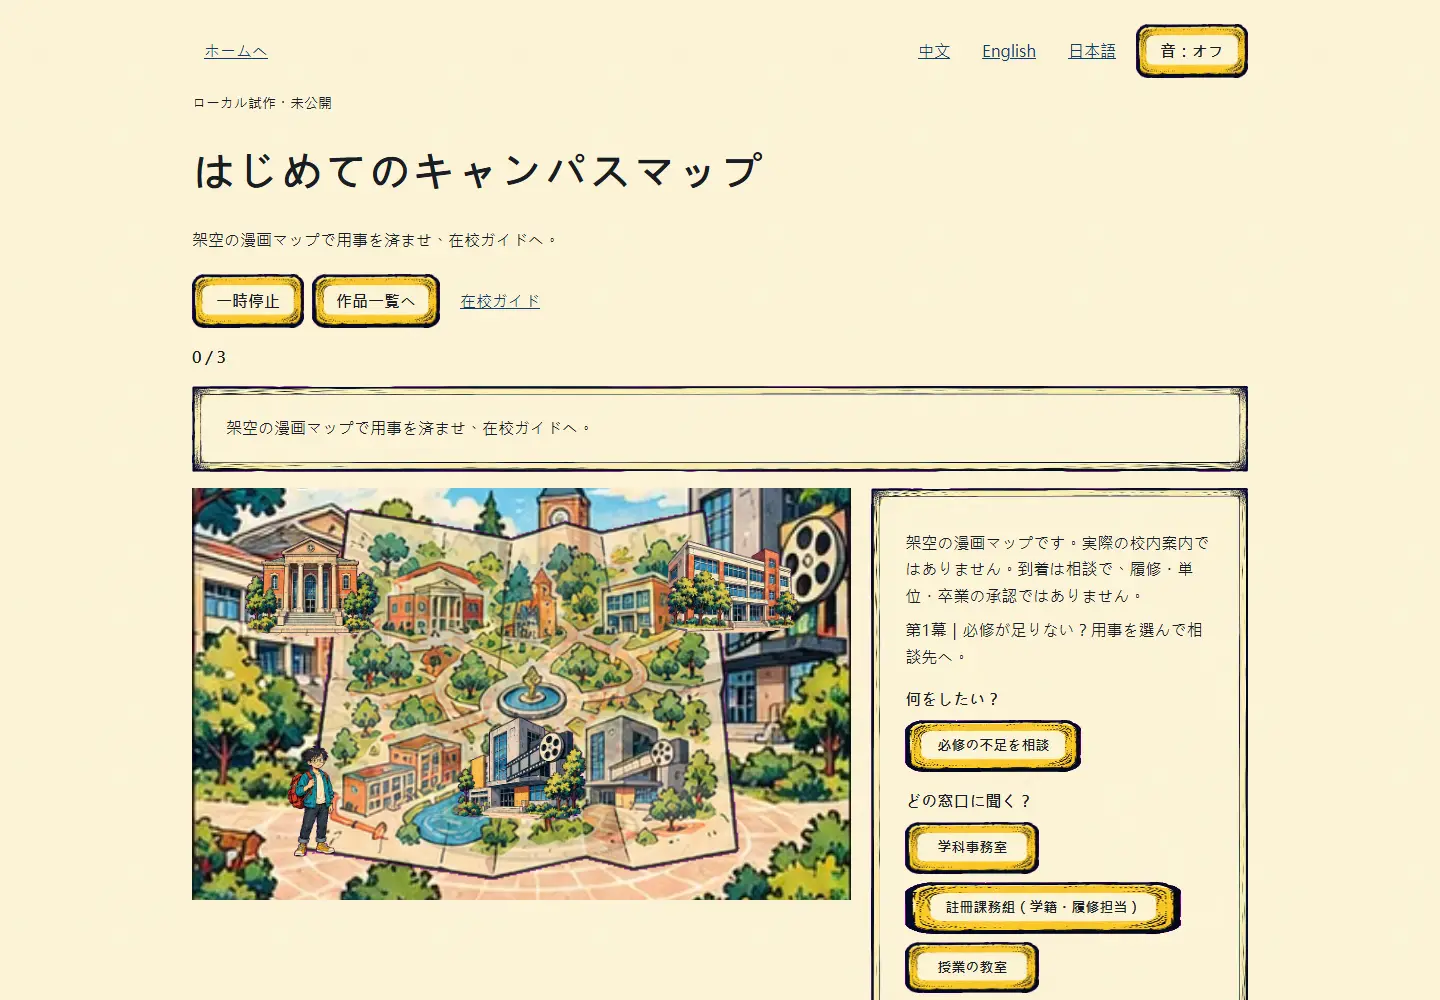 ホームへ
中文 English 日本語 音：オフ
ローカル試作・未公開
はじめてのキャンパスマップ
架空の漫画マップで用事を済ませ、在校ガイドへ。
一時停止 作品一覧へ 在校ガイド
0 / 3
架空の漫画マップで用事を済ませ、在校ガイドへ。
架空の漫画マップです。実際の校内案内で
はありません。到着は相談で、履修・単
位・卒業の承認ではありません。
第1幕｜必修が足りない？用事を選んで相
談先へ。
何をしたい？
必修の不足を相談
どの窓口に聞く？
学科事務室
註冊課務組（学籍・履修担当）
授業の教室